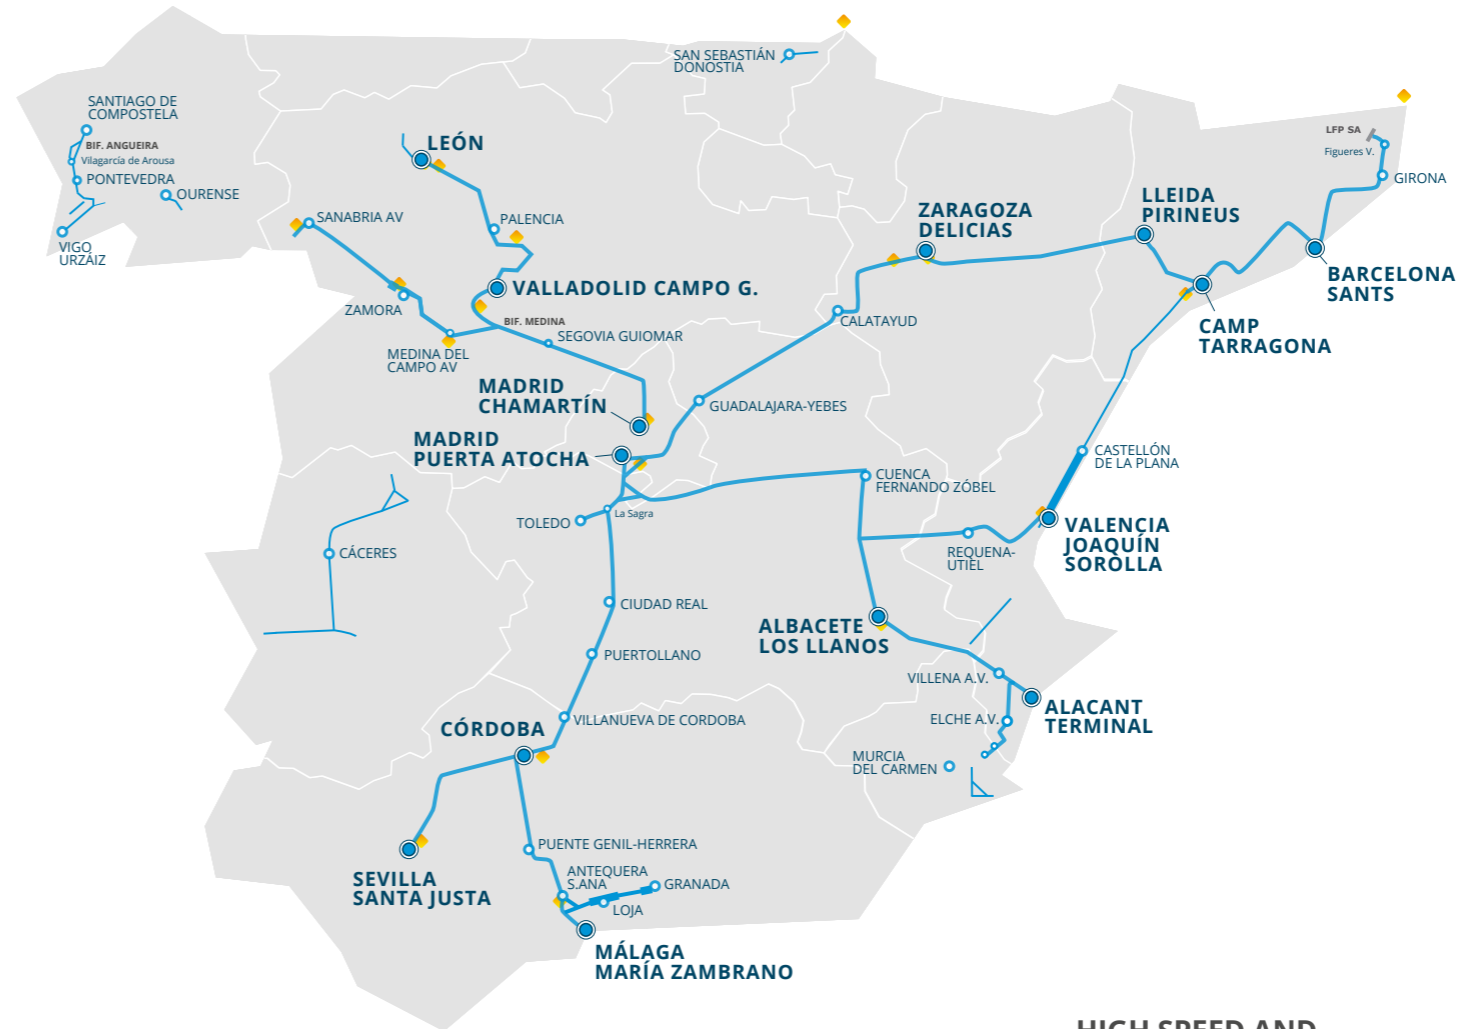 SAN SEBASTIÁN
DONOSTIA
SANTIAGO DE
COMPOSTELA
BIF. ANGUEIRA
Vilagarcía de Arousa
PONTEVEDRA
OURENSE
VIGO
URZÁIZ
LEÓN
PALENCIA
SANABRIA AV
ZAMORA
VALLADOLID CAMPO G.
BIF. MEDINA
SEGOVIA GUIOMAR
MEDINA DEL
CAMPO AV
MADRID
CHAMARTÍN
MADRID
PUERTA ATOCHA
LFP SA
Figueres V.
GIRONA
LLEIDA
PIRINEUS
ZARAGOZA
DELICIAS
BARCELONA
SANTS
CAMP
TARRAGONA
CALATAYUD
GUADALAJARA-YEBES
CASTELLÓN
DE LA PLANA
CUENCA
FERNANDO ZÓBEL
La Sagra
TOLEDO
VALENCIA
JOAQUÍN
SOROLLA
REQUENA-
UTIEL
CÁCERES
CIUDAD REAL
PUERTOLLANO
ALBACETE
LOS LLANOS
VILLENA A.V.
ELCHE A.V.
ALACANT
TERMINAL
MURCIA
DEL CARMEN
VILLANUEVA DE CORDOBA
CÓRDOBA
SEVILLA
SANTA JUSTA
PUENTE GENIL-HERRERA
ANTEQUERA
S.ANA
GRANADA
LOJA
MÁLAGA
MARÍA ZAMBRANO
HIGH SPEED AND